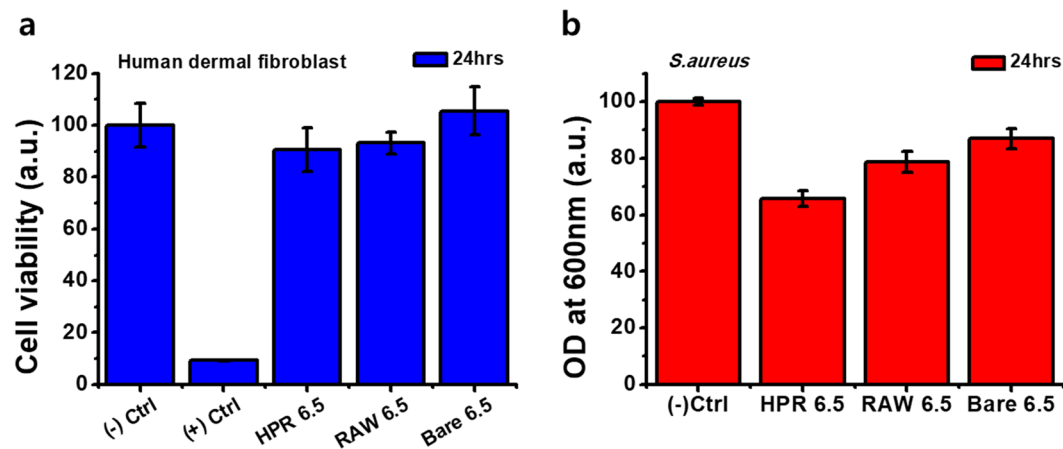 a
Human dermal fibroblast
24hrs
Cell viability (a.u.)
120
100
80
60
40
20
0
(-) Ctrl
(+) Ctrl
HPR 6.5
RAW 6.5
Bare 6.5
b
S.aureus
24hrs
OD at 600nm (a.u.)
100
80
60
40
20
0
(-)Ctrl
HPR 6.5
RAW 6.5
Bare 6.5